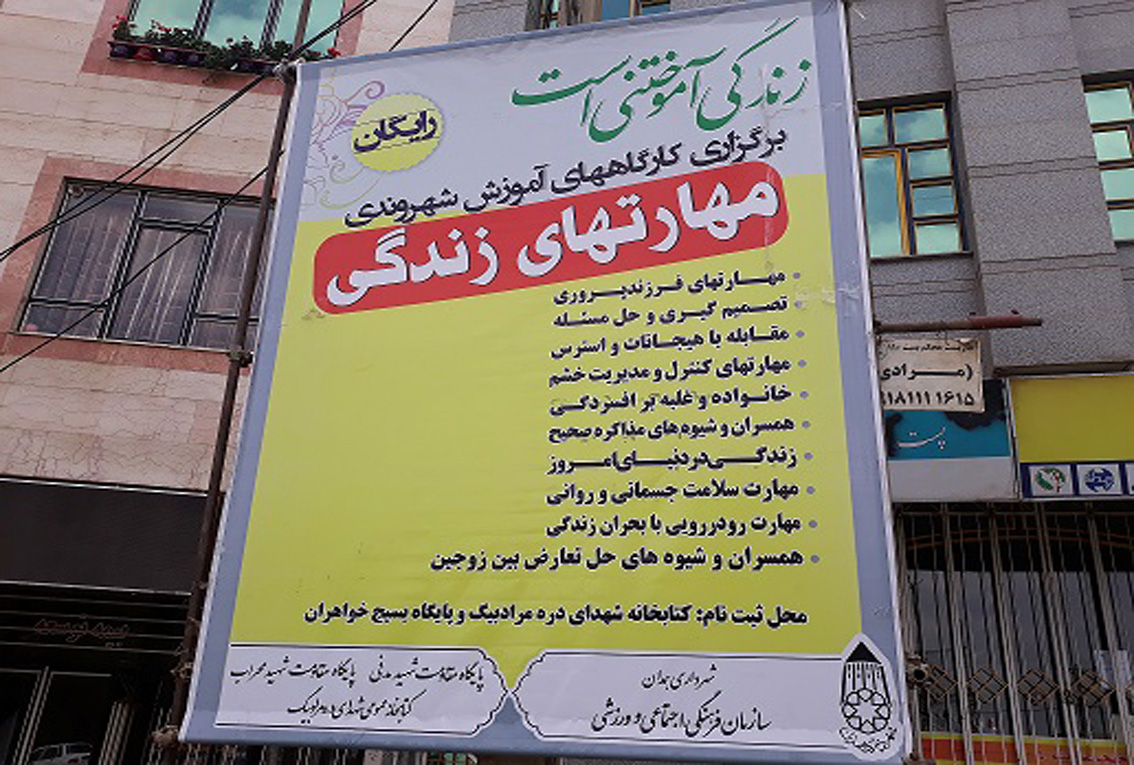 زندگی آموختنی است
رایگان
برگزاری کارگاههای آموزش شهروندی
مهارتهای زندگی
• مهارتهای فرزندپروری
• تصمیم گیری و حل مسئله
• مقابله با هیجانات و استرس
• مهارتهای کنترل و مدیریت خشم
• خانواده و غلبه بر افسردگی
• همسران و شیوه های مذاکره صحیح
• زندگی در دنیای امروز
• مهارت سلامت جسمانی و روانی
• مهارت رودررویی با بحران زندگی
• همسران و شیوه های حل تعارض بین زوجین
محل ثبت نام: کتابخانه شهدای دره مرادبیگ و پایگاه بسیج خواهران
شهرداری همدان
سازمان فرهنگی، اجتماعی و ورزشی
پایگاه مقاومت شهید مدنی پایگاه مقاومت شهید محراب
کتابخانه عمومی شهدای دره مرادبیک
(مرادی
۹۱۸۱۱۱ ۱۶۱۵
پست